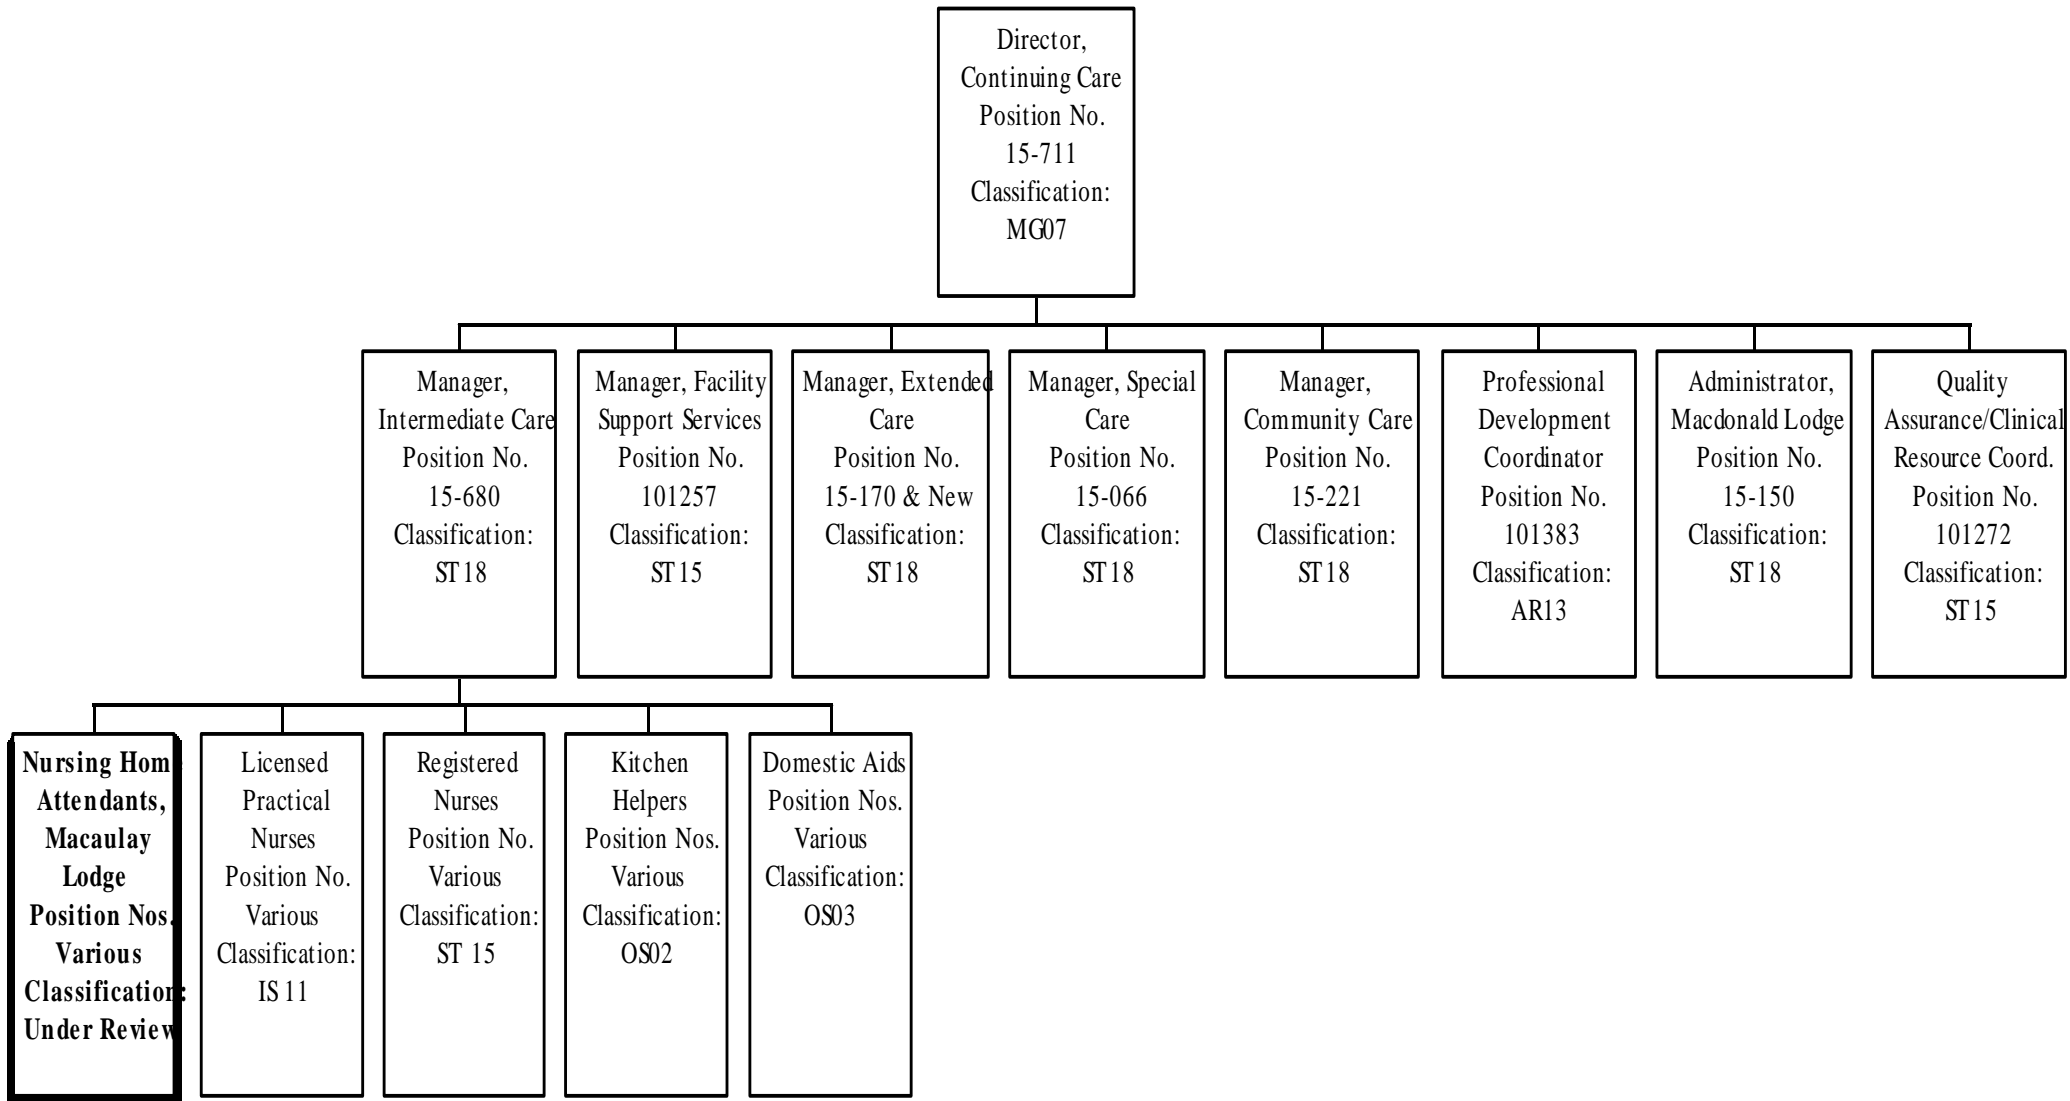 Director,
Continuing Care
Position No.
15-711
Classification:
MG07
Manager,
Intermediate Care
Position No.
15-680
Classification:
ST18
Manager, Facility
Support Services
Position No.
101257
Classification:
ST15
Manager, Extended
Care
Position No.
15-170 & New
Classification:
ST18
Manager, Special
Care
Position No.
15-066
Classification:
ST18
Manager,
Community Care
Position No.
15-221
Classification:
ST18
Professional
Development
Coordinator
Position No.
101383
Classification:
AR13
Administrator,
Macdonald Lodge
Position No.
15-150
Classification:
ST18
Quality
Assurance/Clinical
Resource Coord.
Position No.
101272
Classification:
ST15
Nursing Home
Attendants,
Macaulay
Lodge
Position Nos.
Various
Classification:
Under Review
Licensed
Practical
Nurses
Position No.
Various
Classification:
IS 11
Registered
Nurses
Position No.
Various
Classification:
ST 15
Kitchen
Helpers
Position Nos.
Various
Classification:
OS02
Domestic Aids
Position Nos.
Various
Classification:
OS03